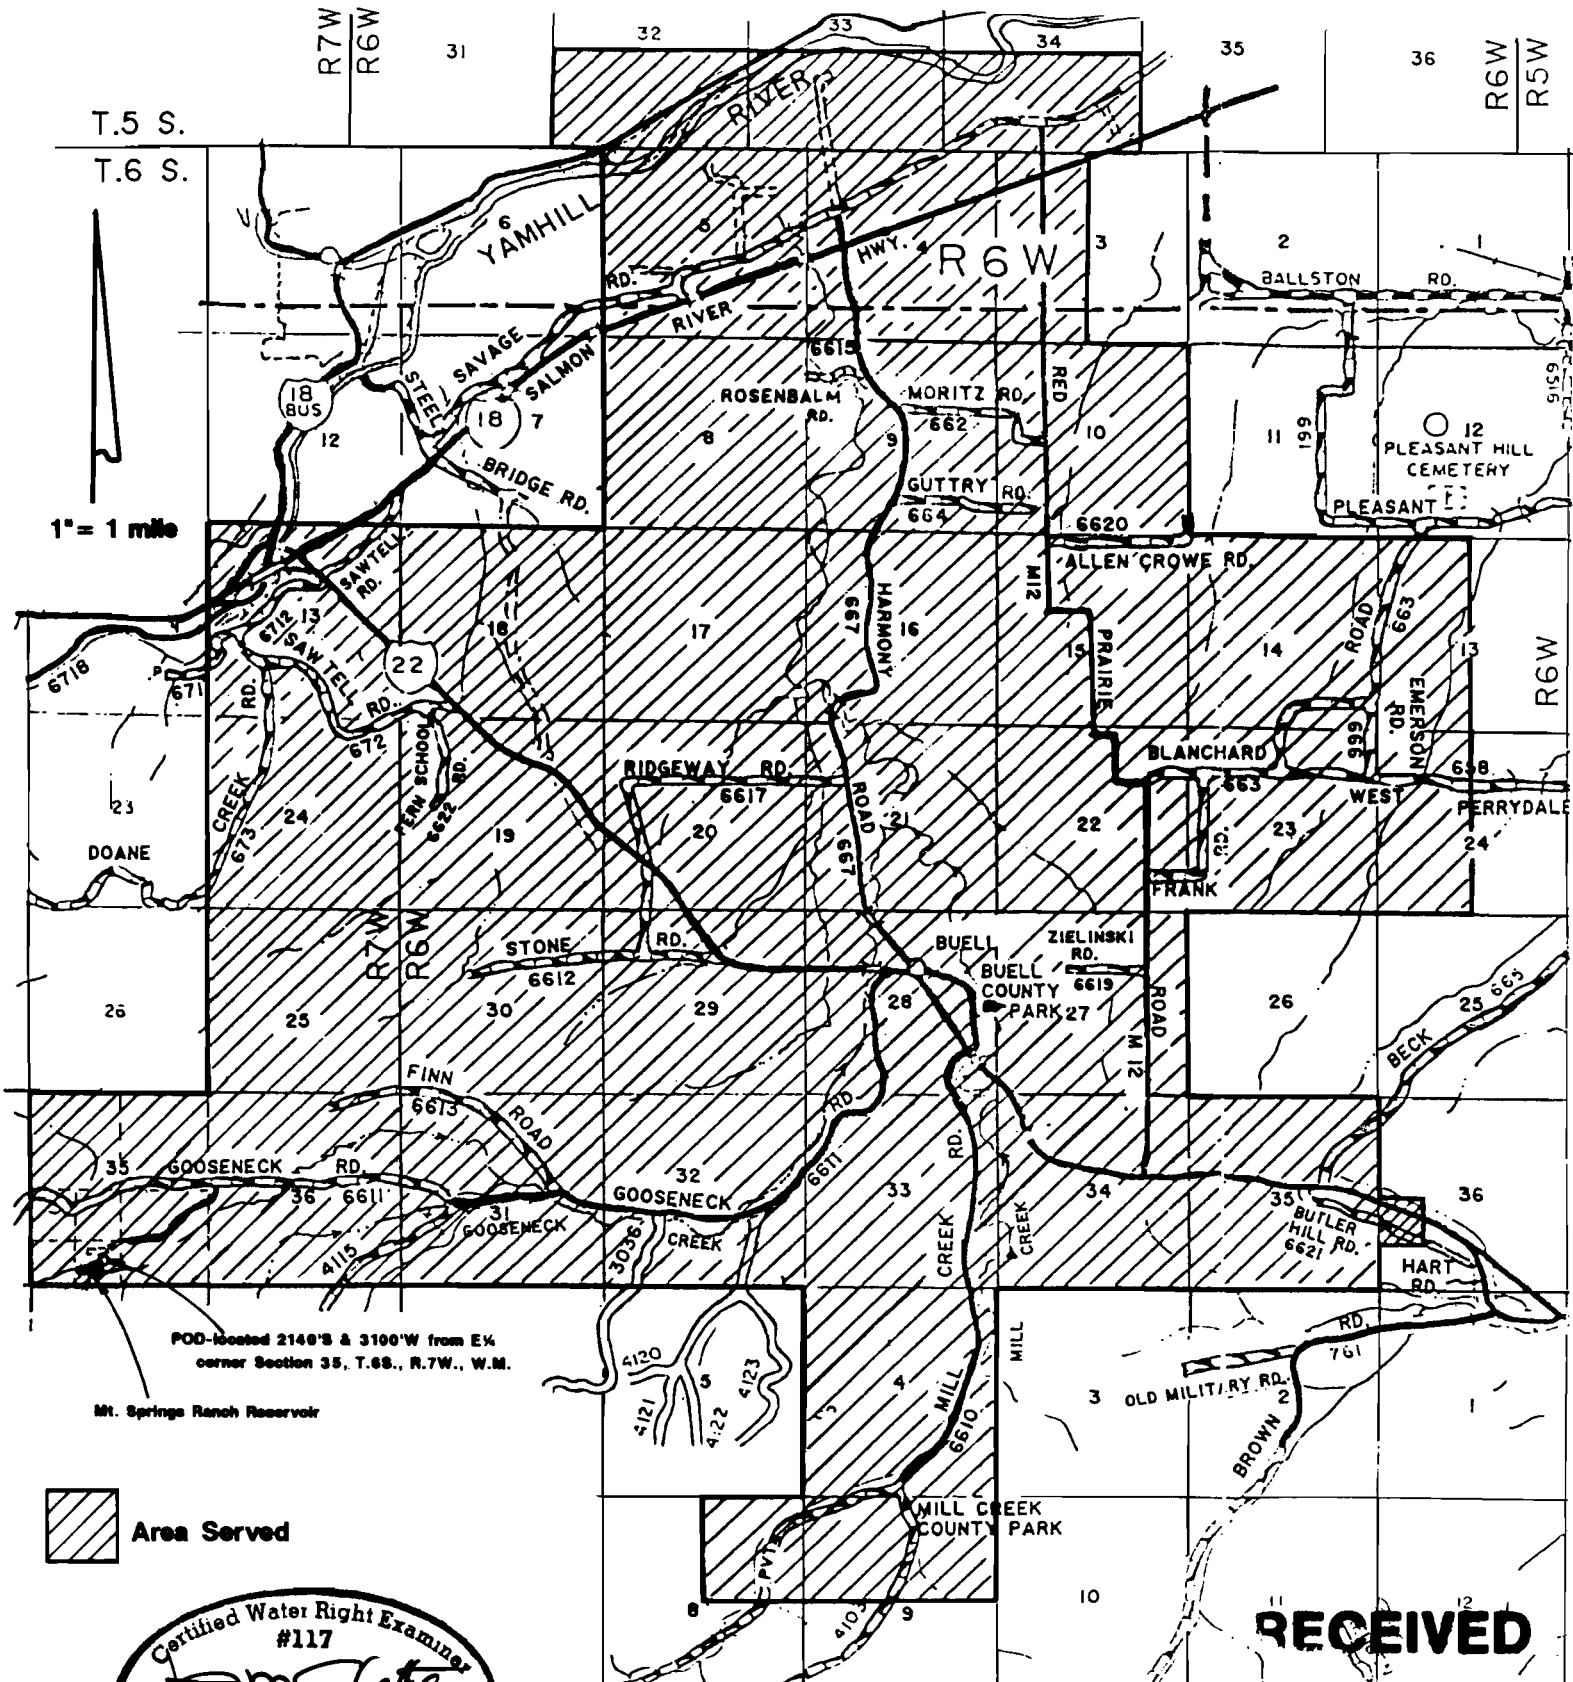 R7W
R6W
31
32
33
34
35
36
R6W
R5W
T.5 S.
T.6 S.
RIVER
YAMHILL
6
5
HWY. 4
R6W
3
2
1
BALLSTON RD.
RD.
RIVER
SAVAGE
SALMON
STEEL
BRIDGE RD.
18
BUS
12
18
7
6615
ROSENBALM
RD.
8
9
MORITZ RD.
662
GUTTRY RD.
664
RED
10
11
661
6516
12
PLEASANT HILL
CEMETERY
PLEASANT
1"= 1 mile
6620
ALLEN CROWE RD.
SAWTELL
RD.
6712
13
SAWTELL
RD.
672
22
18
17
667
HARMONY
16
M12
15
PRAIRIE
14
ROAD
663
13
EMERSON
RD.
666
R6W
6718
671
RD.
CREEK
673
23
24
DOANE
FERN SCHOOL
RD.
6622
19
RIDGEWAY RD.
6617
20
ROAD
667
21
22
BLANCHARD
663
WEST
658
PERRYDALE
23
24
FRANK
R7W
R6W
STONE RD.
6612
BUELL
BUELL
COUNTY
PARK 27
ZIELINSKI
RD.
6619
ROAD
M 12
26
25
30
29
28
26
25
665
BECK
FINN
6613
ROAD
RD
6611
35
GOOSENECK RD.
36
6611
31
GOOSENECK
32
GOOSENECK
CREEK
4115
3036
33
RD.
CREEK
CREEK
34
35
BUTLER
HILL RD.
6621
36
HART
RD.
POD-located 2140'S & 3100'W from E¼
corner Section 35, T.6S., R.7W., W.M.
Mt. Springs Ranch Reservoir
4120
4121
4122
5
4123
4
MILL
6610
MILL
3
RD.
761
OLD MILITARY RD.
2
BROWN
1
Area Served
MILL CREEK
COUNTY PARK
PVT
8
4103
9
10
11
12
Certified Water Right Examiner
#117
RECEIVED